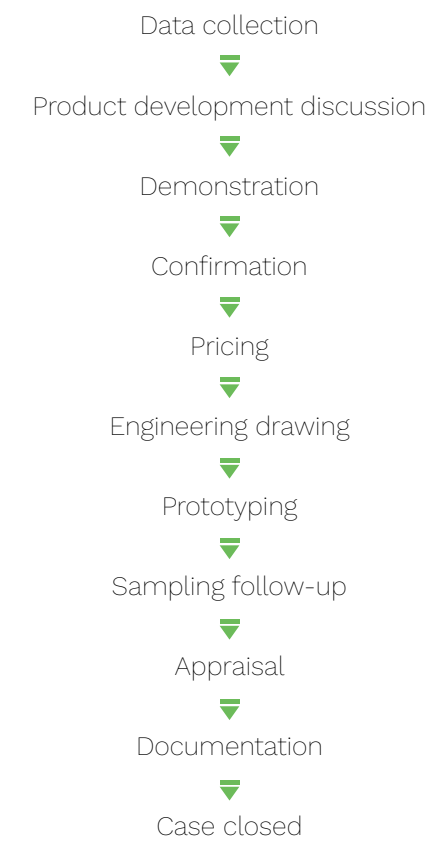 Data collection
Product development discussion
Demonstration
Confirmation
Pricing
Engineering drawing
Prototyping
Sampling follow-up
Appraisal
Documentation
Case closed